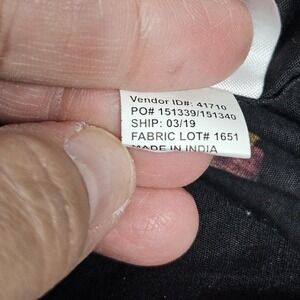 Vendor ID#: 41710
PO# 151339/151340
SHIP: 03/19
FABRIC LOT# 1651
MADE IN INDIA